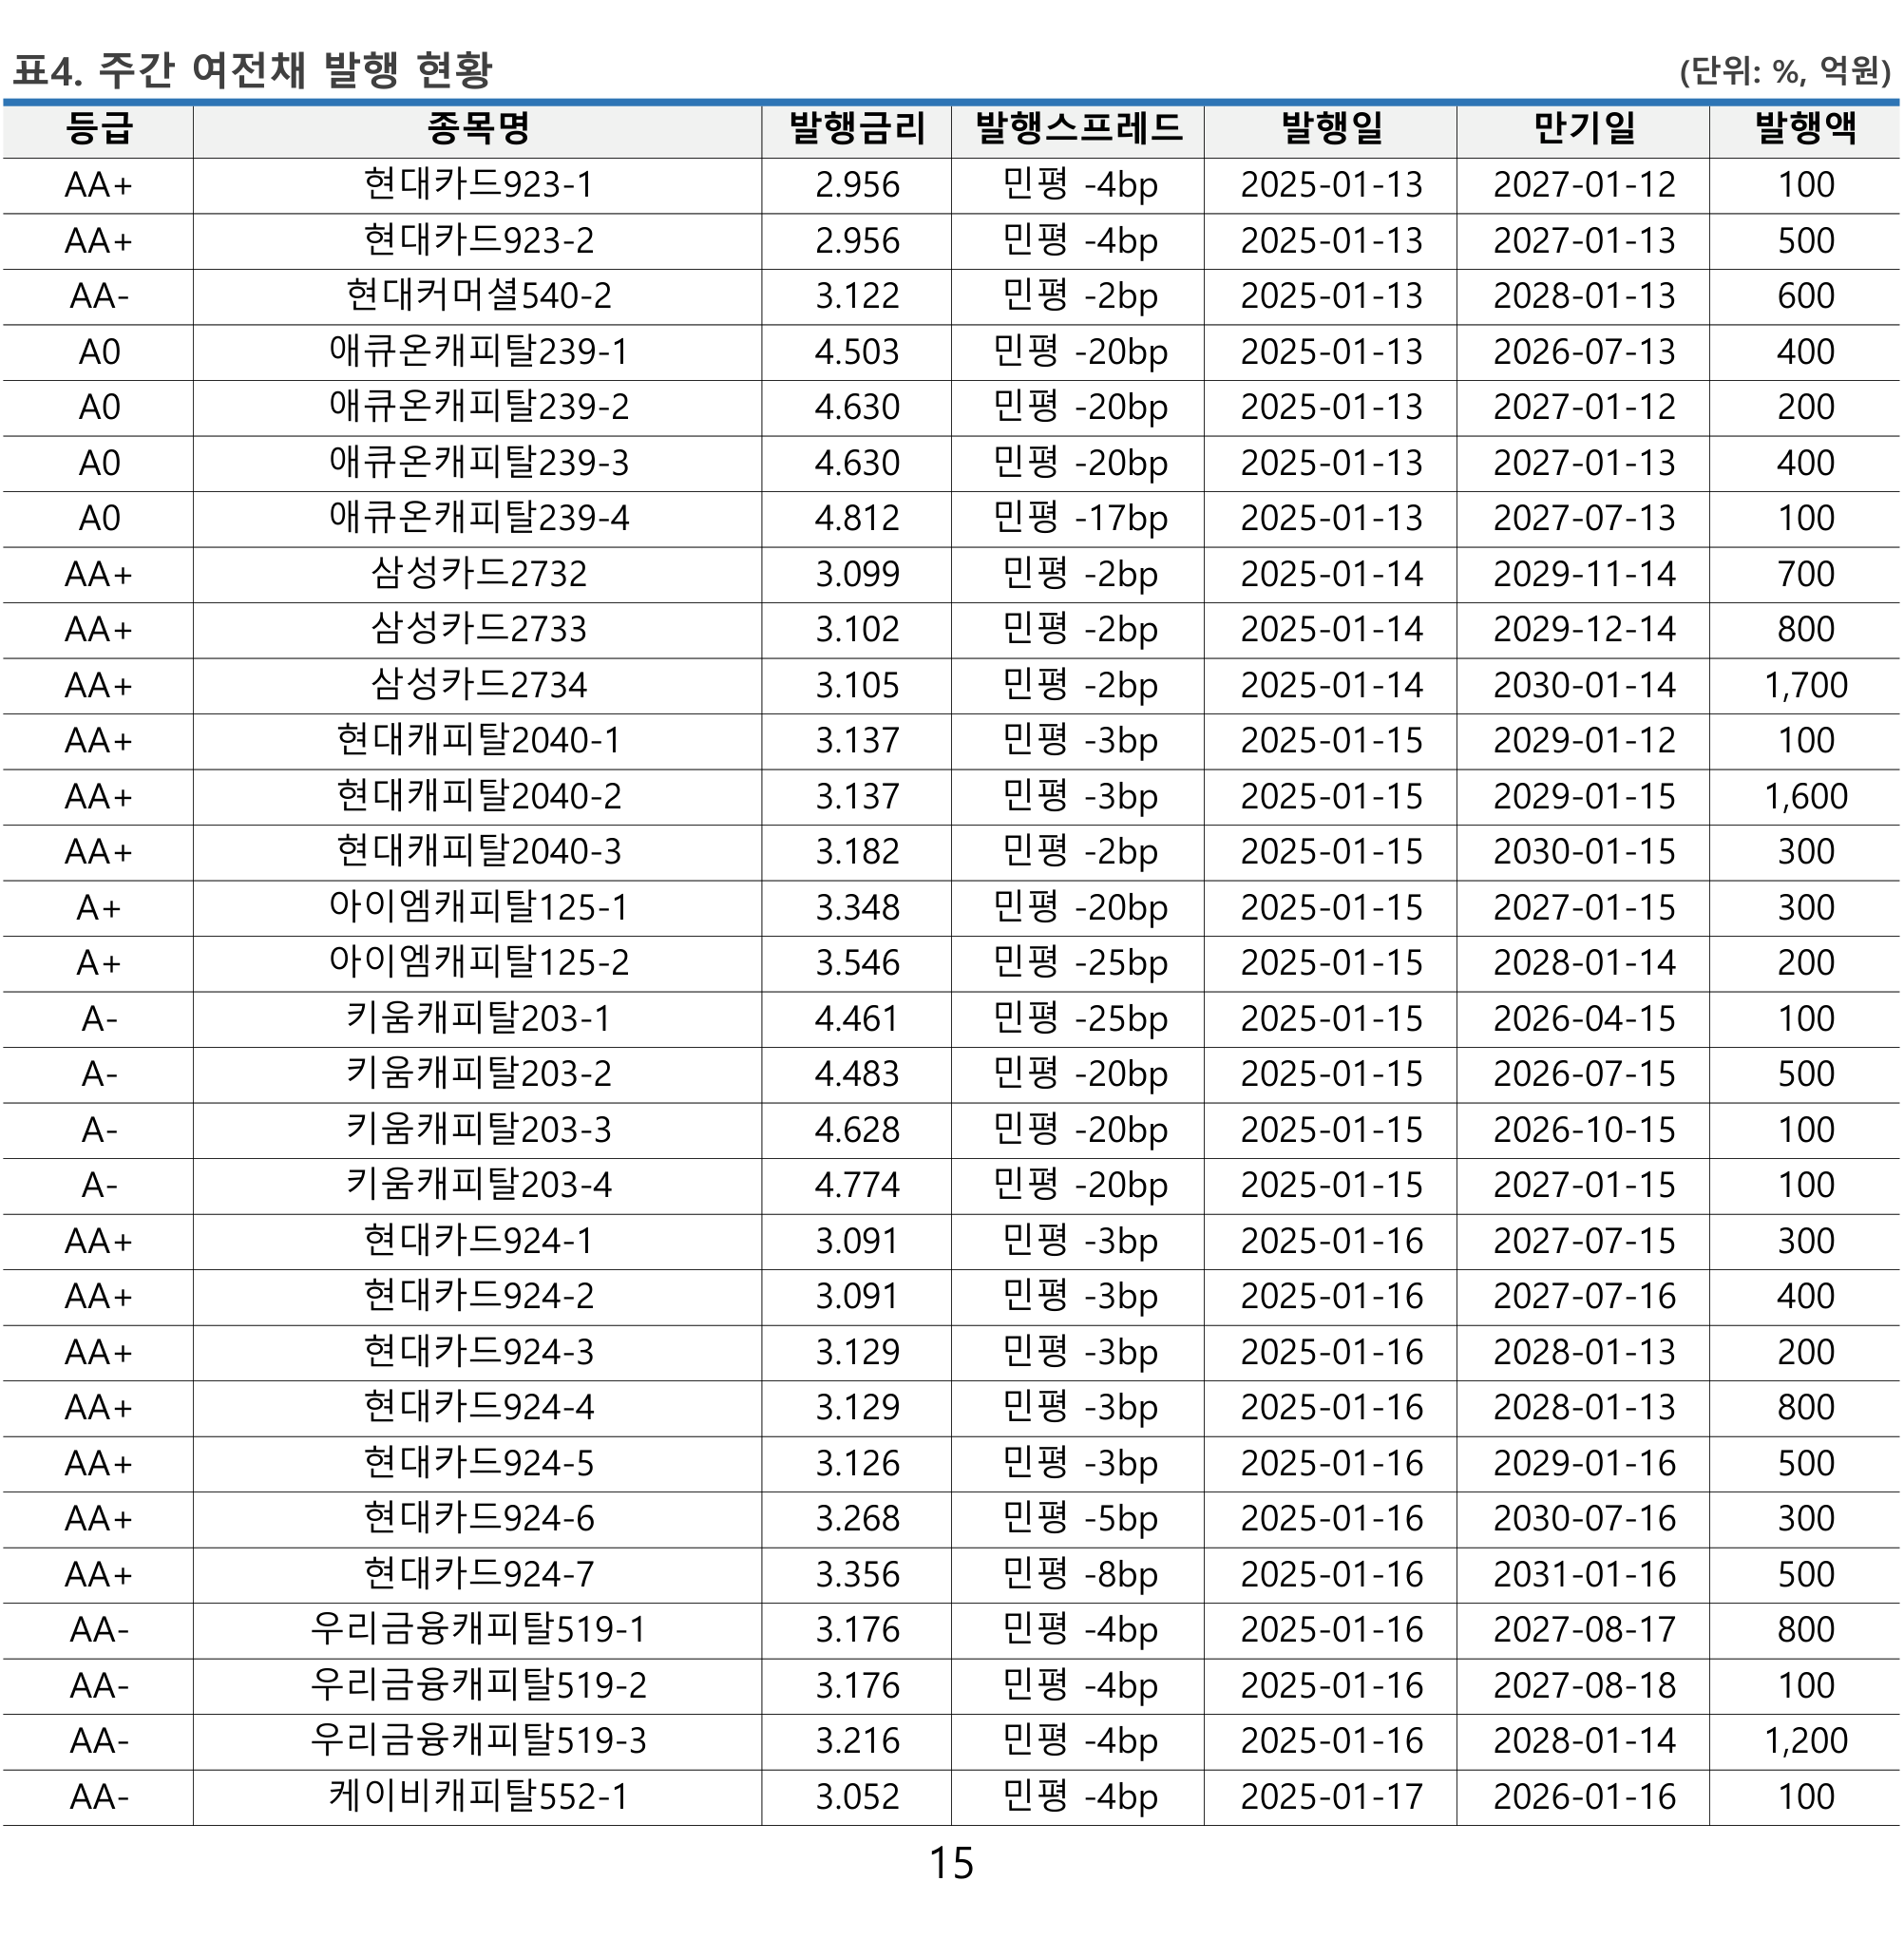 표4. 주간 여전채 발행 현황 (단위: %, 억원)
등급 종목명 발행금리 발행스프레드 발행일 만기일 발행액
AA+ 현대카드923-1 2.956 민평 -4bp 2025-01-13 2027-01-12 100
AA+ 현대카드923-2 2.956 민평 -4bp 2025-01-13 2027-01-13 500
AA- 현대커머셜540-2 3.122 민평 -2bp 2025-01-13 2028-01-13 600
A0 애큐온캐피탈239-1 4.503 민평 -20bp 2025-01-13 2026-07-13 400
A0 애큐온캐피탈239-2 4.630 민평 -20bp 2025-01-13 2027-01-12 200
A0 애큐온캐피탈239-3 4.630 민평 -20bp 2025-01-13 2027-01-13 400
A0 애큐온캐피탈239-4 4.812 민평 -17bp 2025-01-13 2027-07-13 100
AA+ 삼성카드2732 3.099 민평 -2bp 2025-01-14 2029-11-14 700
AA+ 삼성카드2733 3.102 민평 -2bp 2025-01-14 2029-12-14 800
AA+ 삼성카드2734 3.105 민평 -2bp 2025-01-14 2030-01-14 1,700
AA+ 현대캐피탈2040-1 3.137 민평 -3bp 2025-01-15 2029-01-12 100
AA+ 현대캐피탈2040-2 3.137 민평 -3bp 2025-01-15 2029-01-15 1,600
AA+ 현대캐피탈2040-3 3.182 민평 -2bp 2025-01-15 2030-01-15 300
A+ 아이엠캐피탈125-1 3.348 민평 -20bp 2025-01-15 2027-01-15 300
A+ 아이엠캐피탈125-2 3.546 민평 -25bp 2025-01-15 2028-01-14 200
A- 키움캐피탈203-1 4.461 민평 -25bp 2025-01-15 2026-04-15 100
A- 키움캐피탈203-2 4.483 민평 -20bp 2025-01-15 2026-07-15 500
A- 키움캐피탈203-3 4.628 민평 -20bp 2025-01-15 2026-10-15 100
A- 키움캐피탈203-4 4.774 민평 -20bp 2025-01-15 2027-01-15 100
AA+ 현대카드924-1 3.091 민평 -3bp 2025-01-16 2027-07-15 300
AA+ 현대카드924-2 3.091 민평 -3bp 2025-01-16 2027-07-16 400
AA+ 현대카드924-3 3.129 민평 -3bp 2025-01-16 2028-01-13 200
AA+ 현대카드924-4 3.129 민평 -3bp 2025-01-16 2028-01-13 800
AA+ 현대카드924-5 3.126 민평 -3bp 2025-01-16 2029-01-16 500
AA+ 현대카드924-6 3.268 민평 -5bp 2025-01-16 2030-07-16 300
AA+ 현대카드924-7 3.356 민평 -8bp 2025-01-16 2031-01-16 500
AA- 우리금융캐피탈519-1 3.176 민평 -4bp 2025-01-16 2027-08-17 800
AA- 우리금융캐피탈519-2 3.176 민평 -4bp 2025-01-16 2027-08-18 100
AA- 우리금융캐피탈519-3 3.216 민평 -4bp 2025-01-16 2028-01-14 1,200
AA- 케이비캐피탈552-1 3.052 민평 -4bp 2025-01-17 2026-01-16 100
15